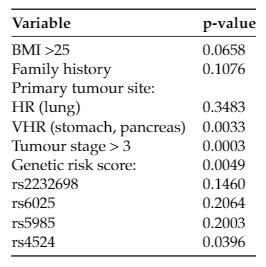 Variable p-value
BMI >25 0.0658
Family history 0.1076
Primary tumour site:
HR (lung) 0.3483
VHR (stomach, pancreas) 0.0033
Tumour stage > 3 0.0003
Genetic risk score: 0.0049
rs2232698 0.1460
rs6025 0.2064
rs5985 0.2003
rs4524 0.0396